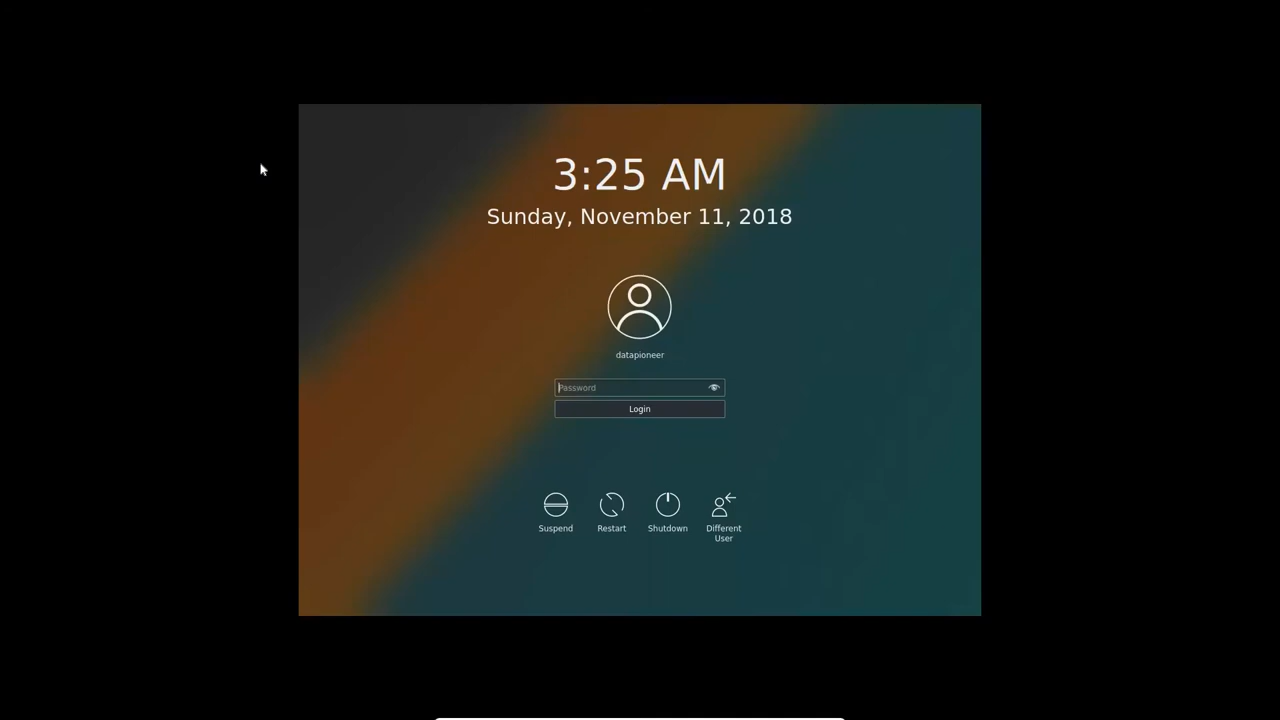 3:25 AM
Sunday, November 11, 2018
datapioneer
Password
Login
Suspend
Restart
Shutdown
Different
User